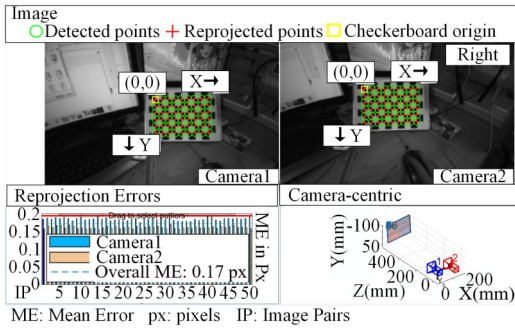 Image
Detected points Reprojected points Checkerboard origin
Right
(0,0) X→
↓Y
Camera1
(0,0) X→
↓Y
Camera2
Reprojection Errors
Camera-centric
0.2
0.15
0.1
0.05
0
Drag to select outliers
Camera1
Camera2
Overall ME: 0.17 px
ME in Px
IP 5 10 15 20 25 30 35 40 45 50
Y(mm)
-100
50
400
200
0
Z(mm)
0
200
X(mm)
1
2
ME: Mean Error px: pixels IP: Image Pairs